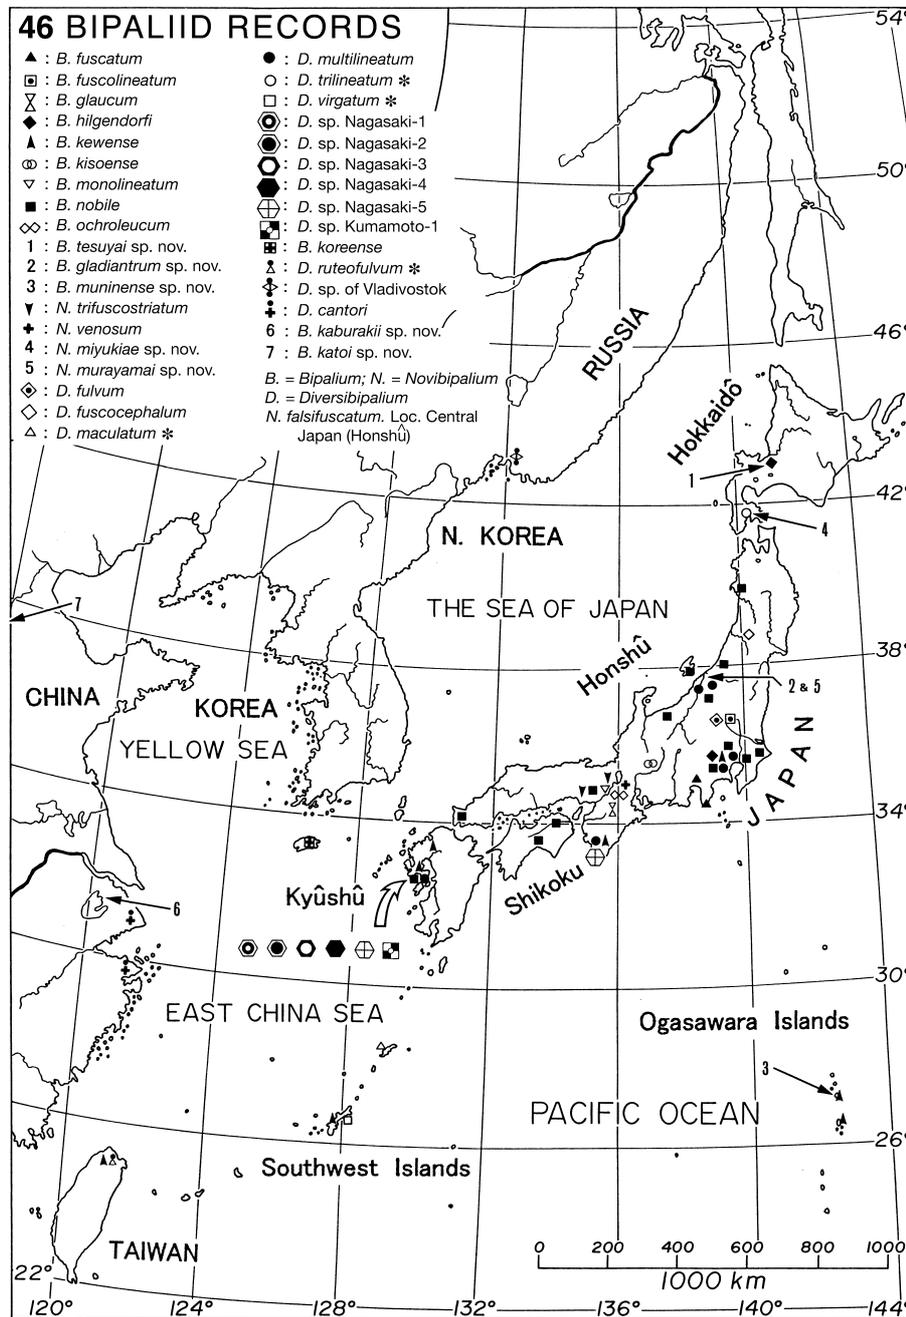 46 BIPALIID RECORDS
▲ : B. fuscatum
: B. fuscolineatum
: B. glaucum
◆ : B. hilgendorfi
▲ : B. kewense
: B. kisoense
▽ : B. monolineatum
■ : B. nobile
◇◇ : B. ochroleucum
1 : B. tesuyai sp. nov.
2 : B. gladiantrum sp. nov.
3 : B. muninense sp. nov.
▼ : N. trifuscostriatum
✚ : N. venosum
4 : N. miyukiae sp. nov.
5 : N. murayamai sp. nov.
: D. fulvum
◇ : D. fuscocephalum
△ : D. maculatum *
● : D. multilineatum
○ : D. trilineatum *
□ : D. virgatum *
: D. sp. Nagasaki-1
: D. sp. Nagasaki-2
: D. sp. Nagasaki-3
: D. sp. Nagasaki-4
: D. sp. Nagasaki-5
: D. sp. Kumamoto-1
: B. koreense
: D. ruteofulvum *
: D. sp. of Vladivostok
: D. cantori
6 : B. kaburakii sp. nov.
7 : B. katoi sp. nov.
B. = Bipalium; N. = Novibipalium
D. = Diversibipalium
N. falsifuscatum. Loc. Central
Japan (Honshû)
54°
50°
46°
RUSSIA
Hokkaidô
1
42°
4
N. KOREA
7
THE SEA OF JAPAN
38°
Honshû
2 & 5
CHINA
KOREA
YELLOW SEA
JAPAN
34°
Shikoku
Kyûshû
6
30°
EAST CHINA SEA
Ogasawara Islands
3
PACIFIC OCEAN
26°
Southwest Islands
TAIWAN
0 200 400 600 800 1000
1000 km
22°
120° 124° 128° 132° 136° 140° 144°